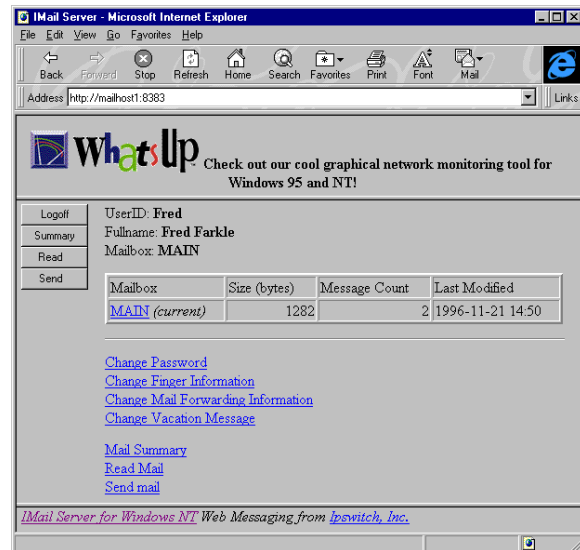 IMail Server - Microsoft Internet Explorer
File Edit View Go Favorites Help
Back Forward Stop Refresh Home Search Favorites Print Font Mail
Address http://mailhost1:8383 Links
WhatsUp Check out our cool graphical network monitoring tool for
Windows 95 and NT!
Logoff
Summary
Read
Send
UserID: Fred
Fullname: Fred Farkle
Mailbox: MAIN
Mailbox Size (bytes) Message Count Last Modified
MAIN (current) 1282 2 1996-11-21 14:50
Change Password
Change Finger Information
Change Mail Forwarding Information
Change Vacation Message
Mail Summary
Read Mail
Send mail
IMail Server for Windows NT Web Messaging from Ipswitch, Inc.